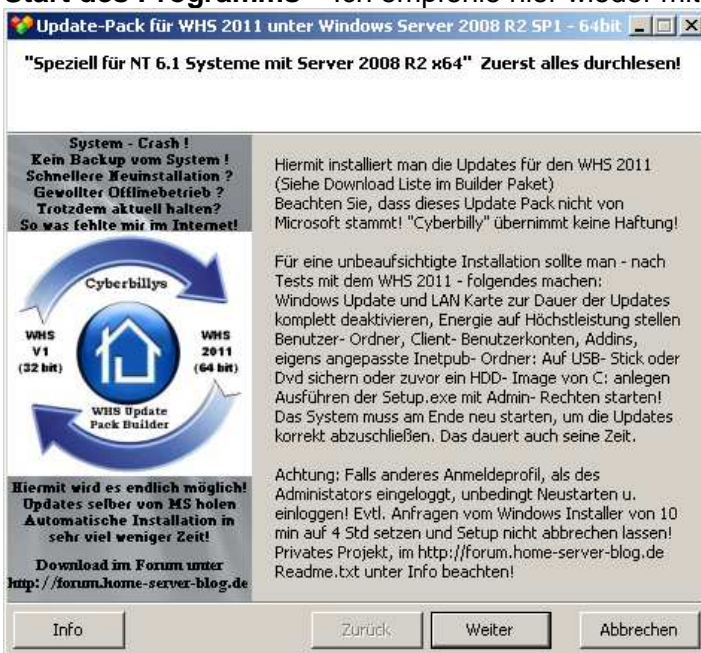 Start des Programms – Ich empfehle hier wieder mit
Update-Pack für WHS 2011 unter Windows Server 2008 R2 SP1 - 64bit
"Speziell für NT 6.1 Systeme mit Server 2008 R2 x64" Zuerst alles durchlesen!
System - Crash !
Kein Backup vom System !
Schnellere Neuinstallation ?
Gewollter Offlinebetrieb ?
Trotzdem aktuell halten?
So was fehlte mir im Internet!
Cyberbillys
WHS
V1
(32 bit)
WHS
2011
(64 bit)
WHS Update
Pack Builder
Hiermit wird es endlich möglich!
Updates selber von MS holen
Automatische Installation in
sehr viel weniger Zeit!
Download im Forum unter
http://forum.home-server-blog.de
Hiermit installiert man die Updates für den WHS 2011
(Siehe Download Liste im Builder Paket)
Beachten Sie, dass dieses Update Pack nicht von
Microsoft stammt! "Cyberbilly" übernimmt keine Haftung!
Für eine unbeaufsichtigte Installation sollte man - nach
Tests mit dem WHS 2011 - folgendes machen:
Windows Update und LAN Karte zur Dauer der Updates
komplett deaktivieren, Energie auf Höchstleistung stellen
Benutzer- Ordner, Client- Benutzerkonten, Addins,
eigens angepasste Inetpub- Ordner: Auf USB- Stick oder
Dvd sichern oder zuvor ein HDD- Image von C: anlegen
Ausführen der Setup.exe mit Admin- Rechten starten!
Das System muss am Ende neu starten, um die Updates
korrekt abzuschließen. Das dauert auch seine Zeit.
Achtung: Falls anderes Anmeldeprofil, als des
Administators eingeloggt, unbedingt Neustarten u.
einloggen! Evtl. Anfragen vom Windows Installer von 10
min auf 4 Std setzen und Setup nicht abbrechen lassen!
Privates Projekt, im http://forum.home-server-blog.de
Readme.txt unter Info beachten!
Info
Zurück
Weiter
Abbrechen